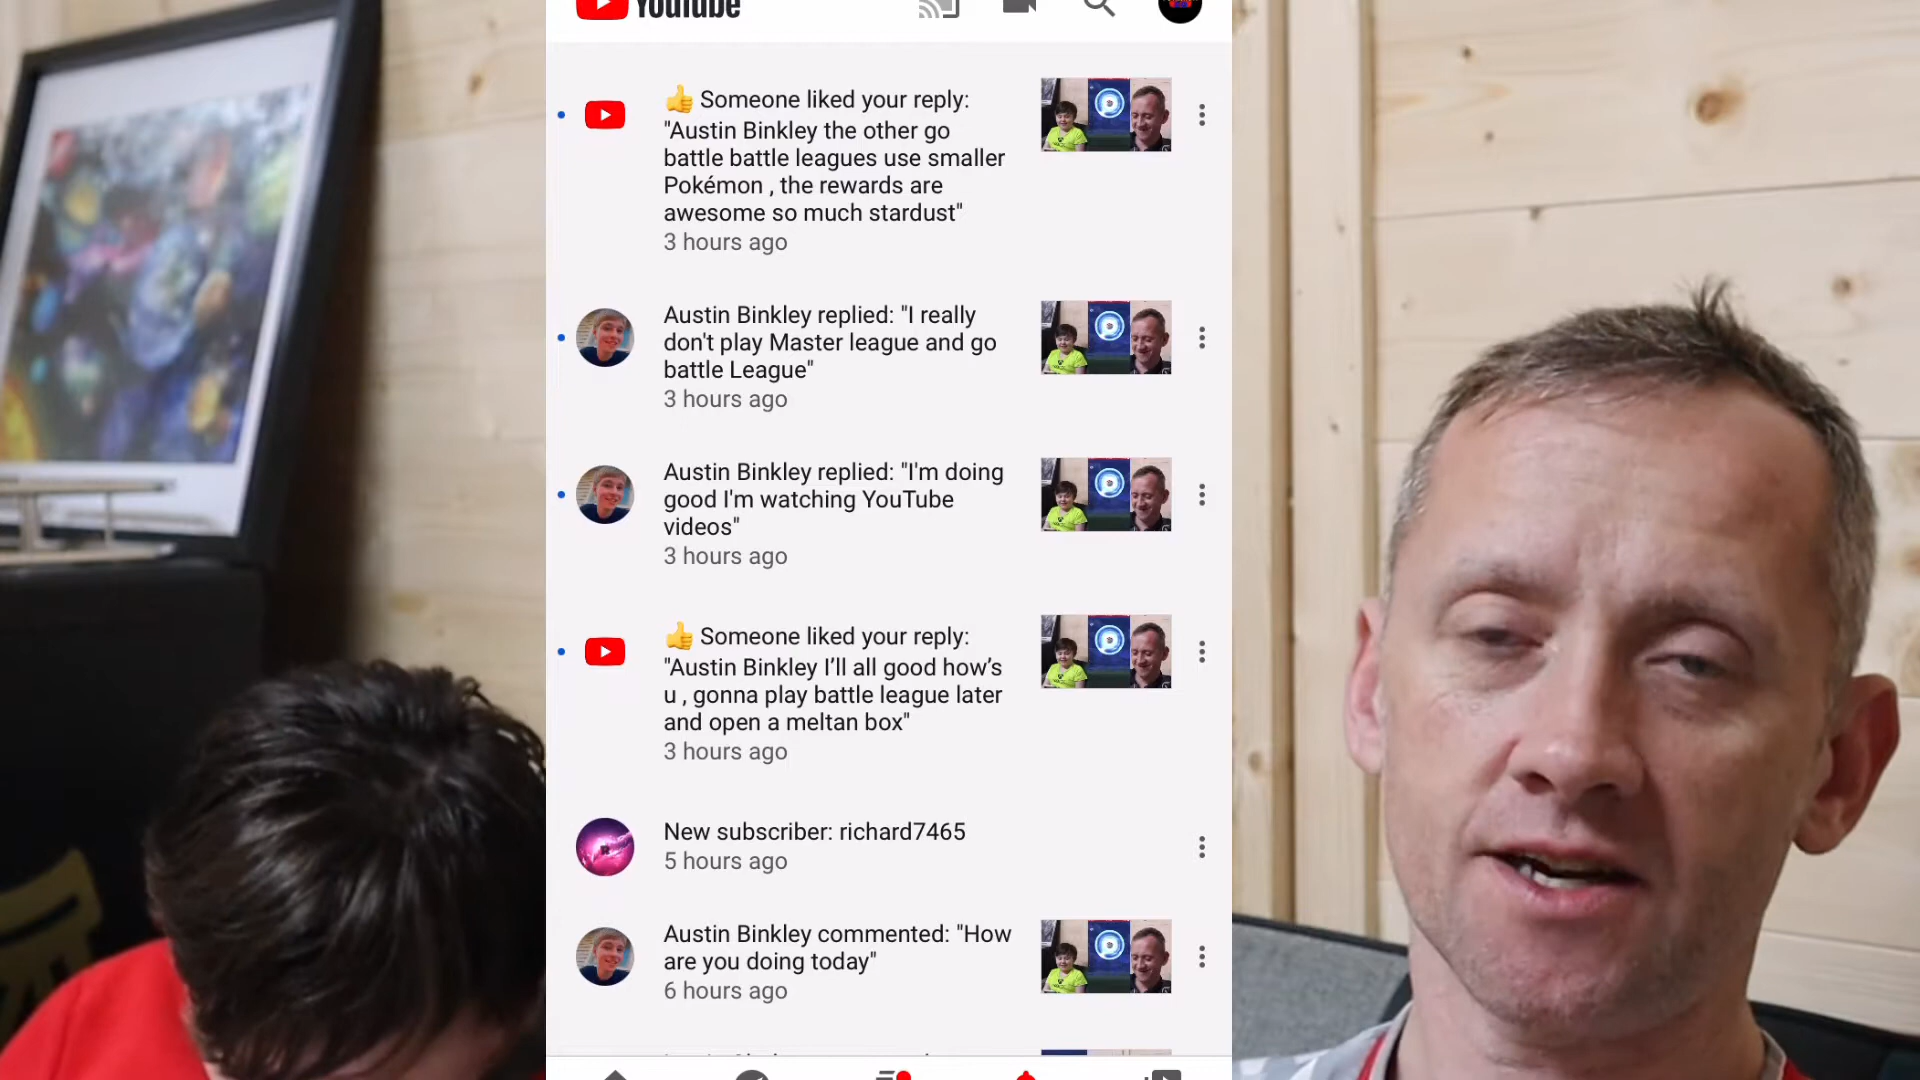 YouTube
👍 Someone liked your reply:
"Austin Binkley the other go
battle battle leagues use smaller
Pokémon , the rewards are
awesome so much stardust"
3 hours ago
Austin Binkley replied: "I really
don't play Master league and go
battle League"
3 hours ago
Austin Binkley replied: "I'm doing
good I'm watching YouTube
videos"
3 hours ago
👍 Someone liked your reply:
"Austin Binkley I’ll all good how’s
u , gonna play battle league later
and open a meltan box"
3 hours ago
New subscriber: richard7465
5 hours ago
Austin Binkley commented: "How
are you doing today"
6 hours ago